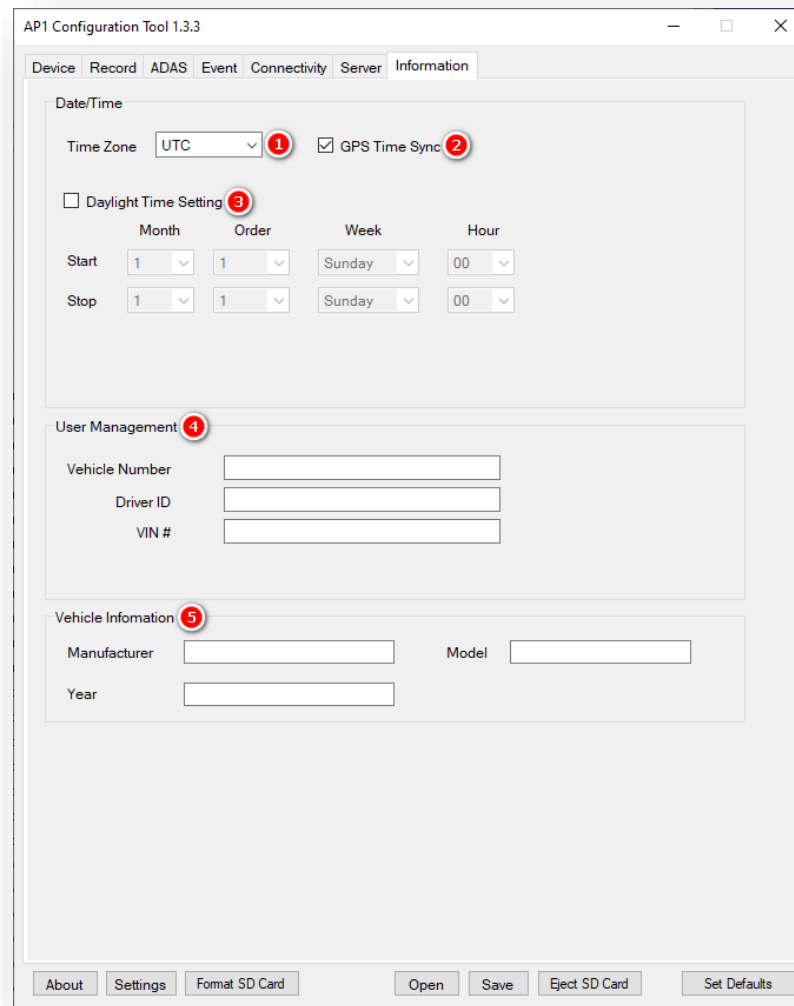 AP1 Configuration Tool 1.3.3
Device Record ADAS Event Connectivity Server Information
Date/Time
Time Zone UTC 1 GPS Time Sync 2
Daylight Time Setting 3
Month Order Week Hour
Start 1 1 Sunday 00
Stop 1 1 Sunday 00
User Management 4
Vehicle Number
Driver ID
VIN #
Vehicle Infomation 5
Manufacturer Model
Year
About Settings Format SD Card Open Save Eject SD Card Set Defaults